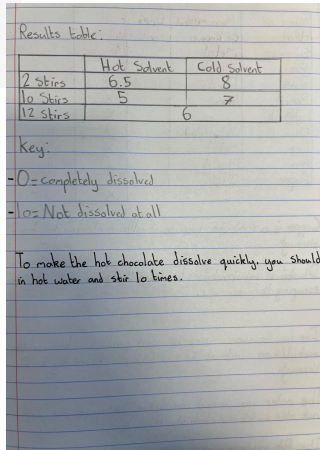 Results table:
Hot Solvent Cold Solvent
2 Stirs 6.5 8
10 Stirs 5 7
12 stirs 6
Key:
-0=completely dissolved
-10=Not dissolved at all
To make the hot chocolate dissolve quickly, you should
in hot water and stir 10 times.